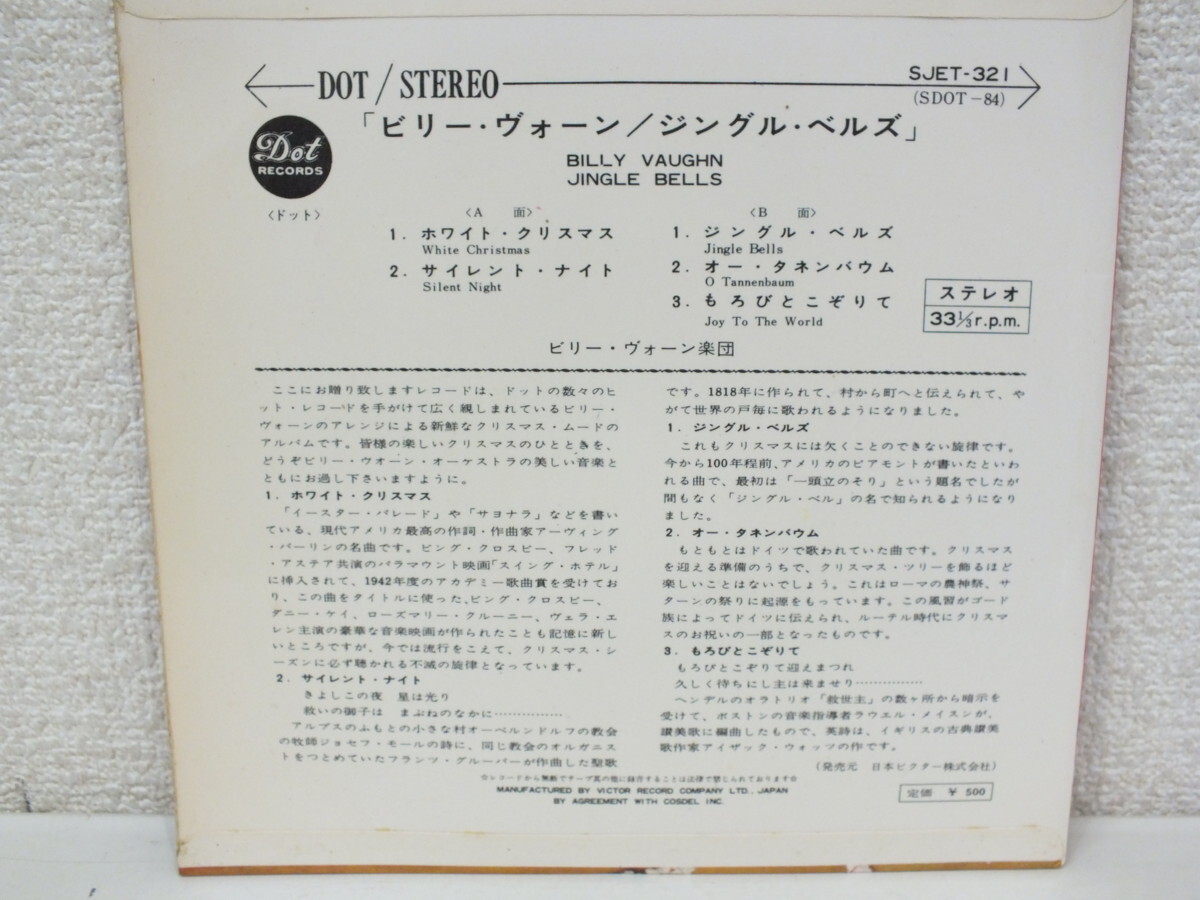 DOT / STEREO
SJET-321
(SDOT-84)
「ビリー・ヴォーン/ジングル・ベルズ」
Dot
RECORDS
〈ドット〉
BILLY VAUGHN
JINGLE BELLS
〈A 面〉
1. ホワイト・クリスマス
White Christmas
2. サイレント・ナイト
Silent Night
〈B 面〉
1. ジングル・ベルズ
Jingle Bells
2. オー・タネンバウム
O Tannenbaum
3. もろびとこぞりて
Joy To The World
ステレオ
33⅓r.p.m.
ビリー・ヴォーン楽団
ここにお贈り致しますレコードは、ドットの数々のヒ
ット・レコードを手がけて広く親しまれているビリー・
ヴォーンのアレンジによる新鮮なクリスマス・ムードの
アルバムです。皆様の楽しいクリスマスのひとときを、
どうぞビリー・ヴオーン・オーケストラの美しい音楽と
ともにお過し下さいますように。
1. ホワイト・クリスマス
「イースター・パレード」や「サヨナラ」などを書い
ている、現代アメリカ最高の作詞・作曲家アーヴィング
・バーリンの名曲です。ビング・クロスビー、フレッド
・アステア共演のパラマウント映画「スイング・ホテル」
に挿入されて、1942年度のアカデミー歌曲賞を受けてお
り、この曲をタイトルに使った、ビング・クロスビー、
ダニー・ケイ、ローズマリー・クルーニー、ヴェラ・エ
レン主演の豪華な音楽映画が作られたことも記憶に新し
いところですが、今では流行をこえて、クリスマス・シ
ーズンに必ず聴かれる不滅の旋律となっています。
2. サイレント・ナイト
きよしこの夜 星は光り
救いの御子は まぶねのなかに……………
アルプスのふもとの小さな村オーベルンドルフの教会
の牧師ジョセフ・モールの詩に、同じ教会のオルガニス
トをつとめていたフランツ・グルーバーが作曲した聖歌
です。1818年に作られて、村から町へと伝えられて、や
がて世界の戸毎に歌われるようになりました。
1. ジングル・ベルズ
これもクリスマスには欠くことのできない旋律です。
今から100年程前、アメリカのピアモントが書いたといわ
れる曲で、最初は「一頭立のそり」という題名でしたが
間もなく「ジングル・ベル」の名で知られるようになり
ました。
2. オー・タネンバウム
もともとはドイツで歌われていた曲です。クリスマス
を迎える準備のうちで、クリスマス・ツリーを飾るほど
楽しいことはないでしょう。これはローマの農神祭、サ
ターンの祭りに起源をもっています。この風習がゴード
族によってドイツに伝えられ、ルーテル時代にクリスマ
スのお祝いの一部となったものです。
3. もろびとこぞりて
もろびとこぞりて迎えまつれ
久しく待ちにし主は来ませり……………
ヘンデルのオラトリオ「救世主」の数ヶ所から暗示を
受けて、ボストンの音楽指導者ラウエル・メイスンが、
讃美歌に編曲したもので、英詩は、イギリスの古典讃美
歌作家アイザック・ウォッツの作です。
(発売元 日本ビクター株式会社)
☆レコードから無断でテープ其の他に録音することは法律で禁じられております☆
MANUFACTURED BY VICTOR RECORD COMPANY LTD., JAPAN
BY AGREEMENT WITH COSDEL INC.
定価 ¥ 500